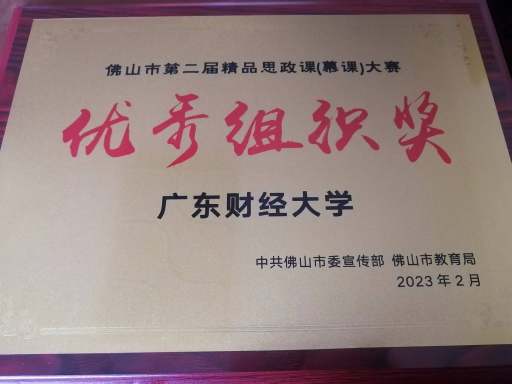 佛山市第二届精品思政课(慕课)大赛
优秀组织奖
广东财经大学
中共佛山市委宣传部 佛山市教育局
2023年2月